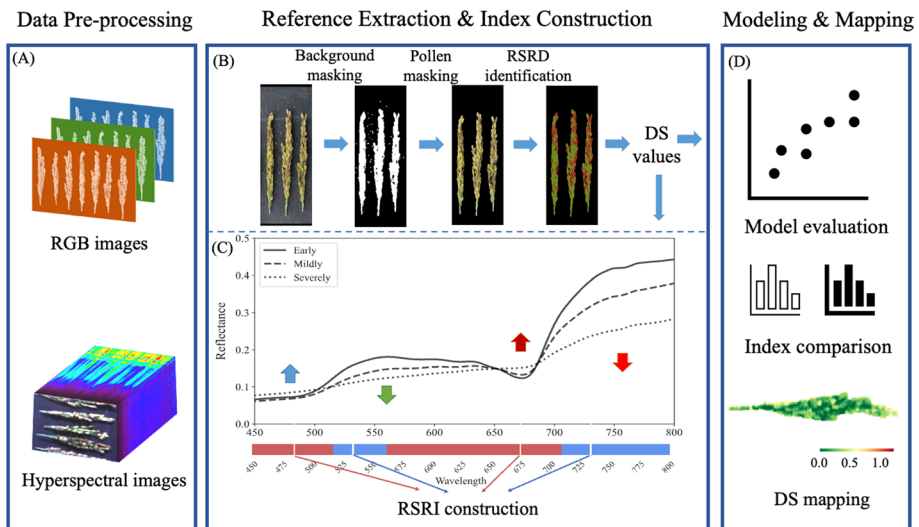 Data Pre-processing
Reference Extraction & Index Construction
Modeling & Mapping
(A)
RGB images
Hyperspectral images
(B)
Background
masking
Pollen
masking
RSRD
identification
DS
values
(C)
Early
Mildly
Severely
Reflectance
0.5
0.4
0.3
0.2
0.1
0.0
450 500 550 600 650 700 750 800
450 475 500 525 550 575 600 625 650 675 700 725 750 775 800
Wavelength
RSRI construction
(D)
Model evaluation
Index comparison
0.0 0.5 1.0
DS mapping